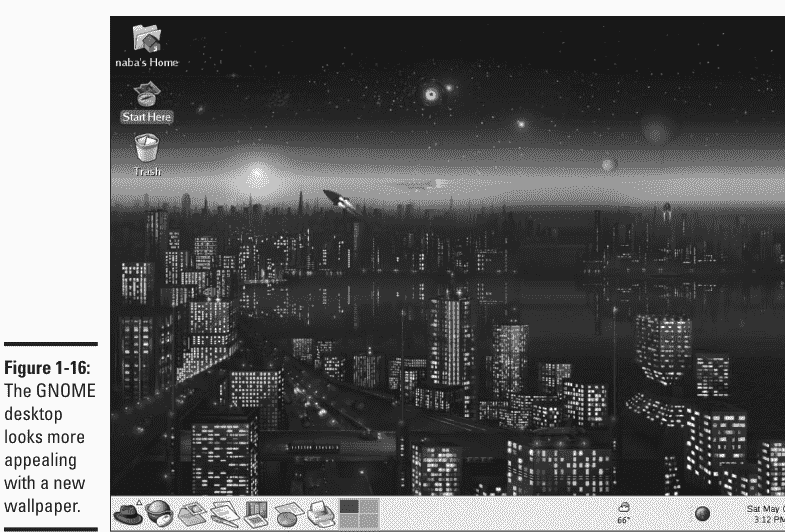 naba's Home
Start Here
Trash
Figure 1-16:
The GNOME
desktop
looks more
appealing
with a new
wallpaper.
66°
Sat May
3:12 PM